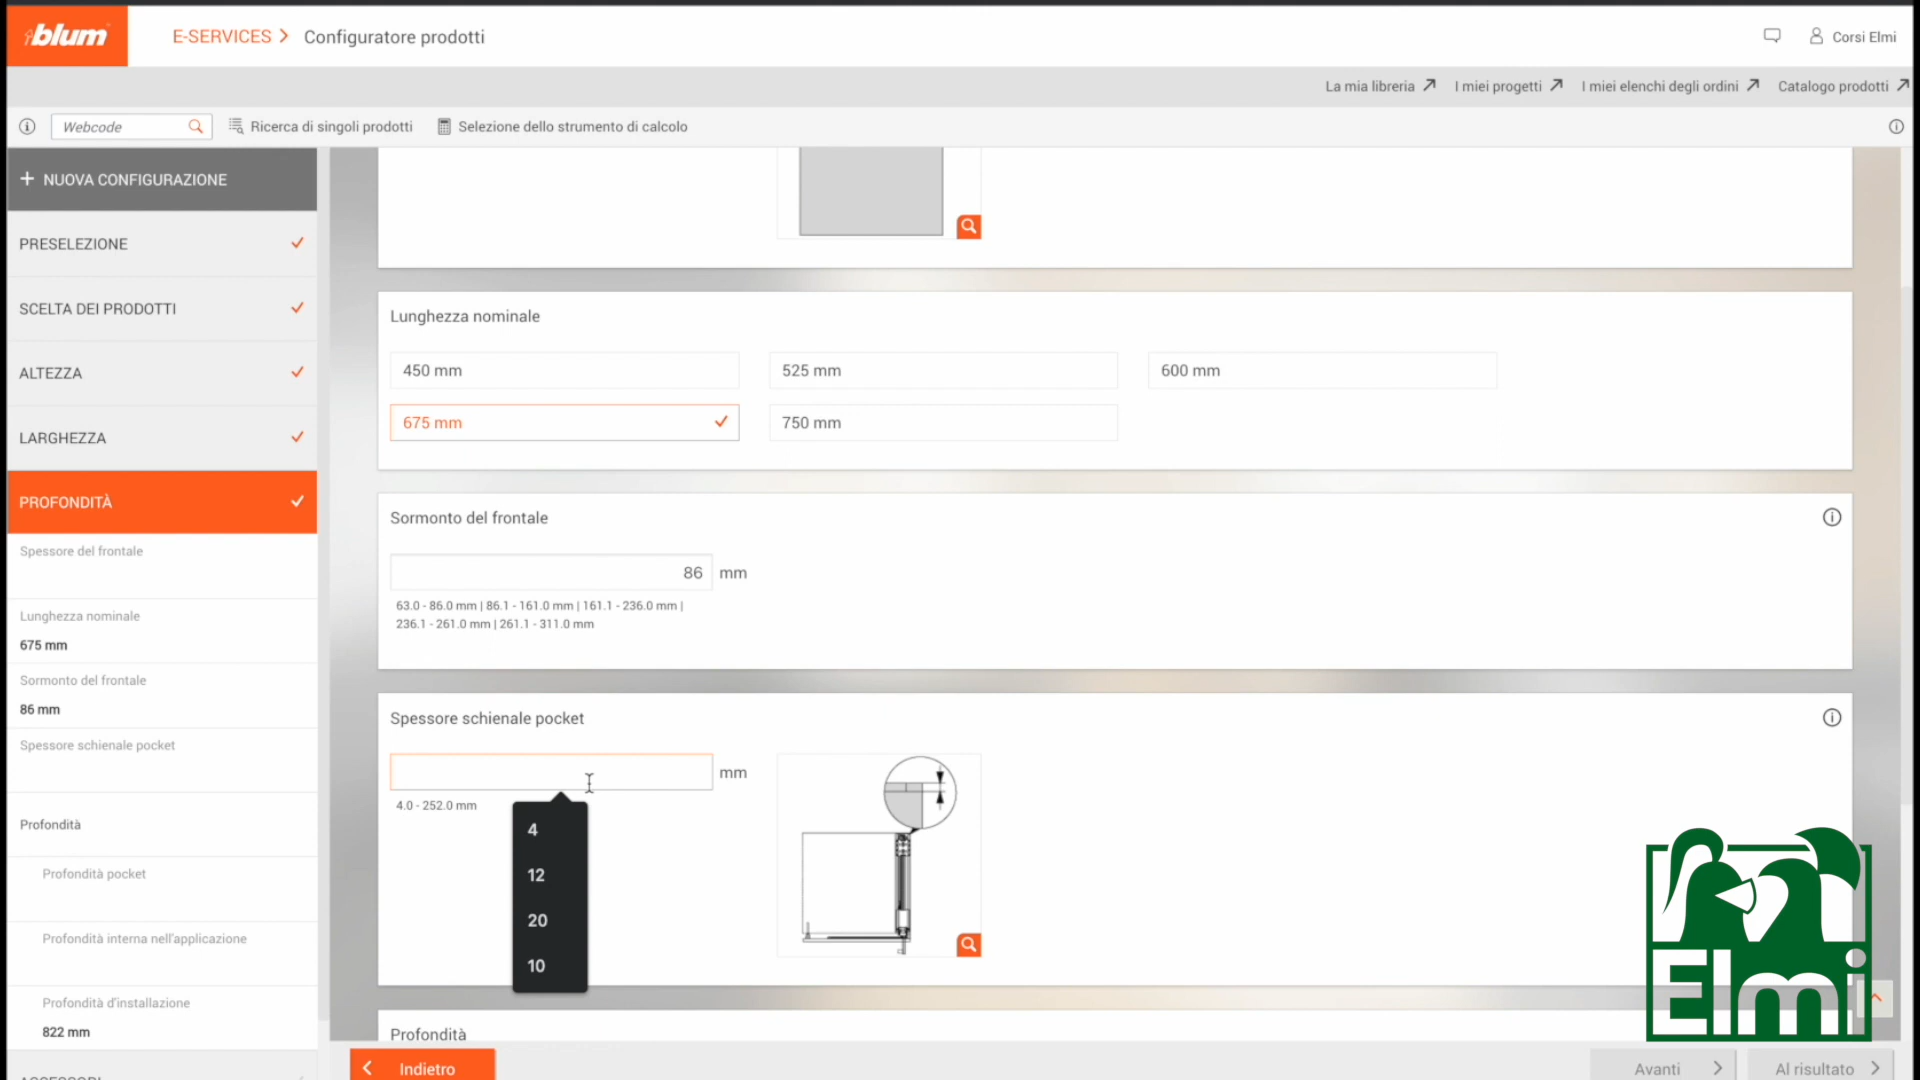 blum
E-SERVICES > Configuratore prodotti
Corsi Elmi
La mia libreria
I miei progetti
I miei elenchi degli ordini
Catalogo prodotti
Webcode
Ricerca di singoli prodotti
Selezione dello strumento di calcolo
+ NUOVA CONFIGURAZIONE
PRESELEZIONE
SCELTA DEI PRODOTTI
ALTEZZA
LARGHEZZA
PROFONDITÀ
Spessore del frontale
Lunghezza nominale
675 mm
Sormonto del frontale
86 mm
Spessore schienale pocket
Profondità
Profondità pocket
Profondità interna nell'applicazione
Profondità d'installazione
822 mm
ACCESSORI
Lunghezza nominale
450 mm
525 mm
600 mm
675 mm
750 mm
Sormonto del frontale
86 mm
63.0 - 86.0 mm | 86.1 - 161.0 mm | 161.1 - 236.0 mm |
236.1 - 261.0 mm | 261.1 - 311.0 mm
Spessore schienale pocket
mm
4.0 - 252.0 mm
4
12
20
10
Profondità
Indietro
Avanti
Al risultato
Elmi